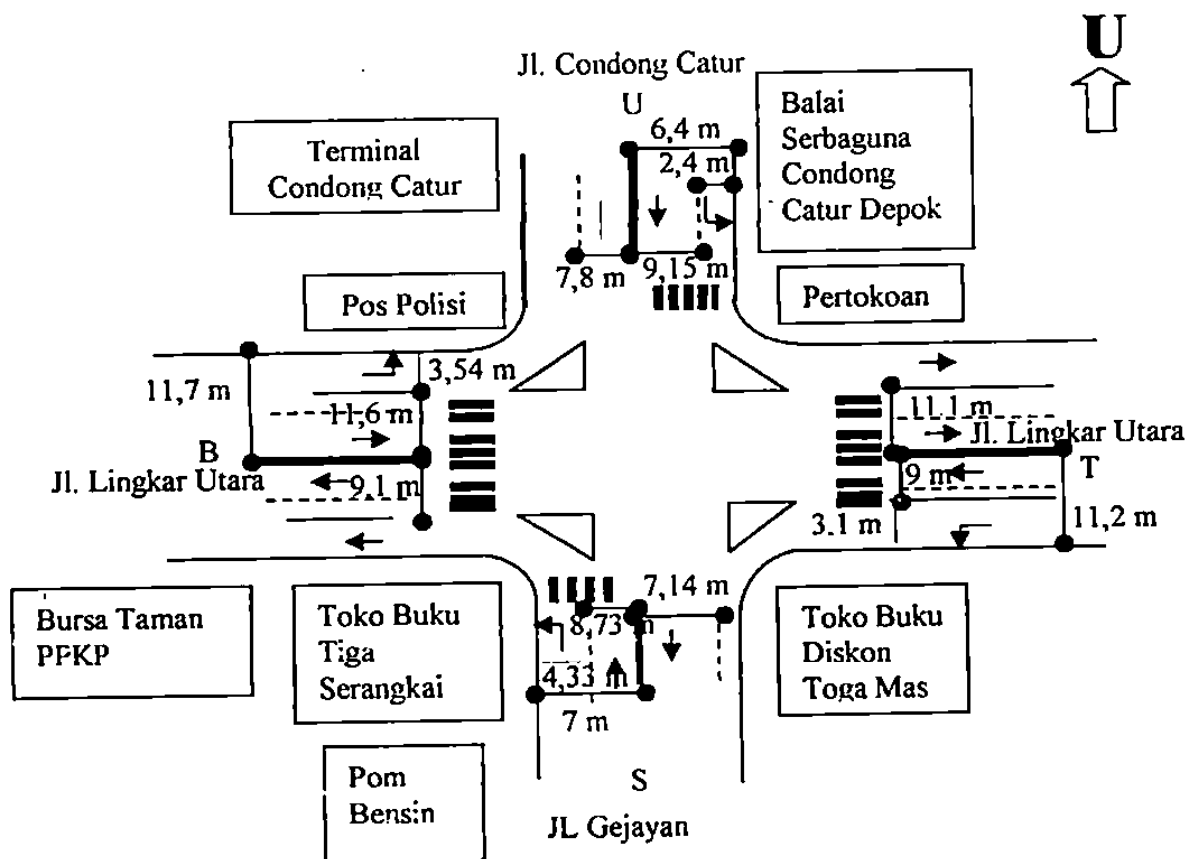 U
Jl. Condong Catur
U
6,4 m
2,4 m
7,8 m
9,15 m
Terminal
Condong Catur
Balai
Serbaguna
Condong
Catur Depok
Pos Polisi
Pertokoan
11,7 m
3,54 m
11,6 m
B
Jl. Lingkar Utara
9,1 m
11,1 m
Jl. Lingkar Utara
9 m
T
3,1 m
11,2 m
7,14 m
8,73 m
4,33 m
7 m
Bursa Taman
PPKP
Toko Buku
Tiga
Serangkai
Toko Buku
Diskon
Toga Mas
Pom
Bensin
S
JL Gejayan